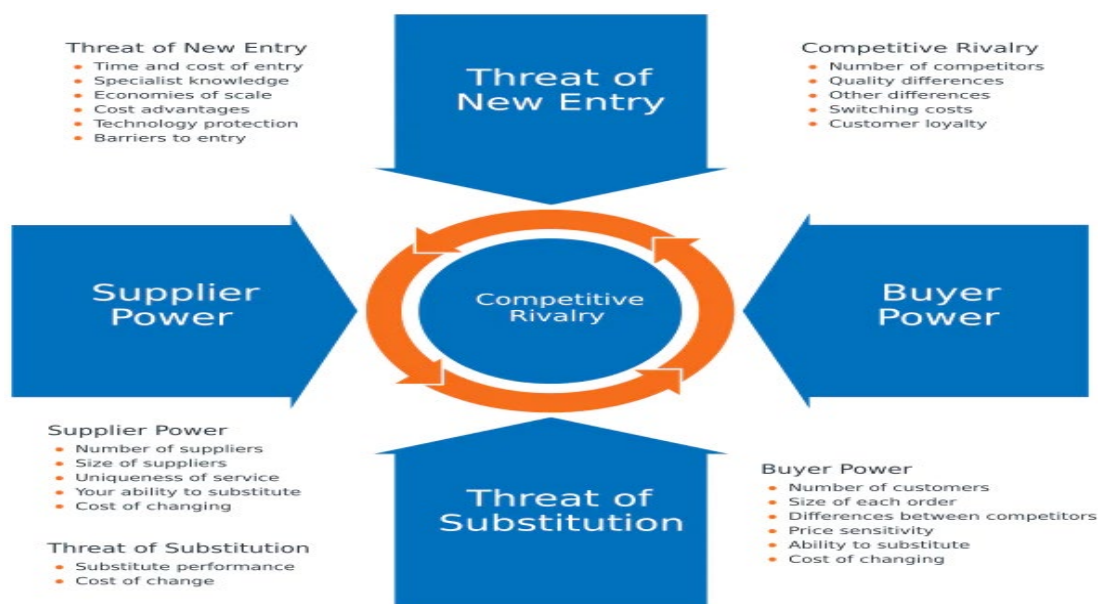 Threat of New Entry
Time and cost of entry
Specialist knowledge
Economies of scale
Cost advantages
Technology protection
Barriers to entry
Threat of
New Entry
Competitive Rivalry
Number of competitors
Quality differences
Other differences
Switching costs
Customer loyalty
Supplier
Power
Competitive
Rivalry
Buyer
Power
Supplier Power
Number of suppliers
Size of suppliers
Uniqueness of service
Your ability to substitute
Cost of changing
Threat of Substitution
Substitute performance
Cost of change
Threat of
Substitution
Buyer Power
Number of customers
Size of each order
Differences between competitors
Price sensitivity
Ability to substitute
Cost of changing